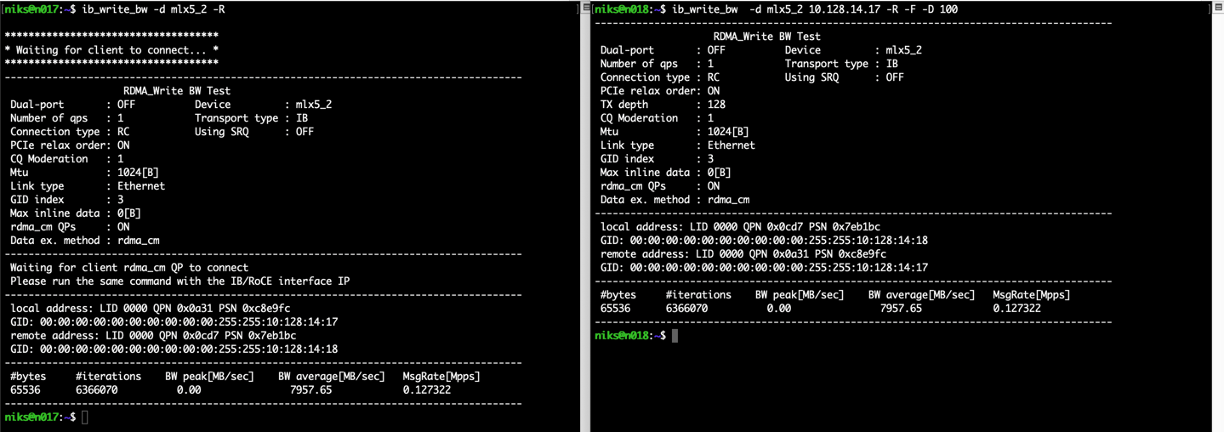 niks@n017:~$ ib_write_bw -d mlx5_2 -R
************************************
* Waiting for client to connect... *
************************************
---------------------------------------------------------------------------------------
RDMA_Write BW Test
Dual-port : OFF Device : mlx5_2
Number of qps : 1 Transport type : IB
Connection type : RC Using SRQ : OFF
PCIe relax order: ON
CQ Moderation : 1
Mtu : 1024[B]
Link type : Ethernet
GID index : 3
Max inline data : 0[B]
rdma_cm QPs : ON
Data ex. method : rdma_cm
---------------------------------------------------------------------------------------
Waiting for client rdma_cm QP to connect
Please run the same command with the IB/RoCE interface IP
---------------------------------------------------------------------------------------
local address: LID 0000 QPN 0x0a31 PSN 0xc8e9fc
GID: 00:00:00:00:00:00:00:00:00:00:255:255:10:128:14:17
remote address: LID 0000 QPN 0x0cd7 PSN 0x7eb1bc
GID: 00:00:00:00:00:00:00:00:00:00:255:255:10:128:14:18
---------------------------------------------------------------------------------------
#bytes #iterations BW peak[MB/sec] BW average[MB/sec] MsgRate[Mpps]
65536 6366070 0.00 7957.65 0.127322
---------------------------------------------------------------------------------------
niks@n017:~$
niks@n018:~$ ib_write_bw -d mlx5_2 10.128.14.17 -R -F -D 100
---------------------------------------------------------------------------------------
RDMA_Write BW Test
Dual-port : OFF Device : mlx5_2
Number of qps : 1 Transport type : IB
Connection type : RC Using SRQ : OFF
PCIe relax order: ON
TX depth : 128
CQ Moderation : 1
Mtu : 1024[B]
Link type : Ethernet
GID index : 3
Max inline data : 0[B]
rdma_cm QPs : ON
Data ex. method : rdma_cm
---------------------------------------------------------------------------------------
local address: LID 0000 QPN 0x0cd7 PSN 0x7eb1bc
GID: 00:00:00:00:00:00:00:00:00:00:255:255:10:128:14:18
remote address: LID 0000 QPN 0x0a31 PSN 0xc8e9fc
GID: 00:00:00:00:00:00:00:00:00:00:255:255:10:128:14:17
---------------------------------------------------------------------------------------
#bytes #iterations BW peak[MB/sec] BW average[MB/sec] MsgRate[Mpps]
65536 6366070 0.00 7957.65 0.127322
---------------------------------------------------------------------------------------
niks@n018:~$